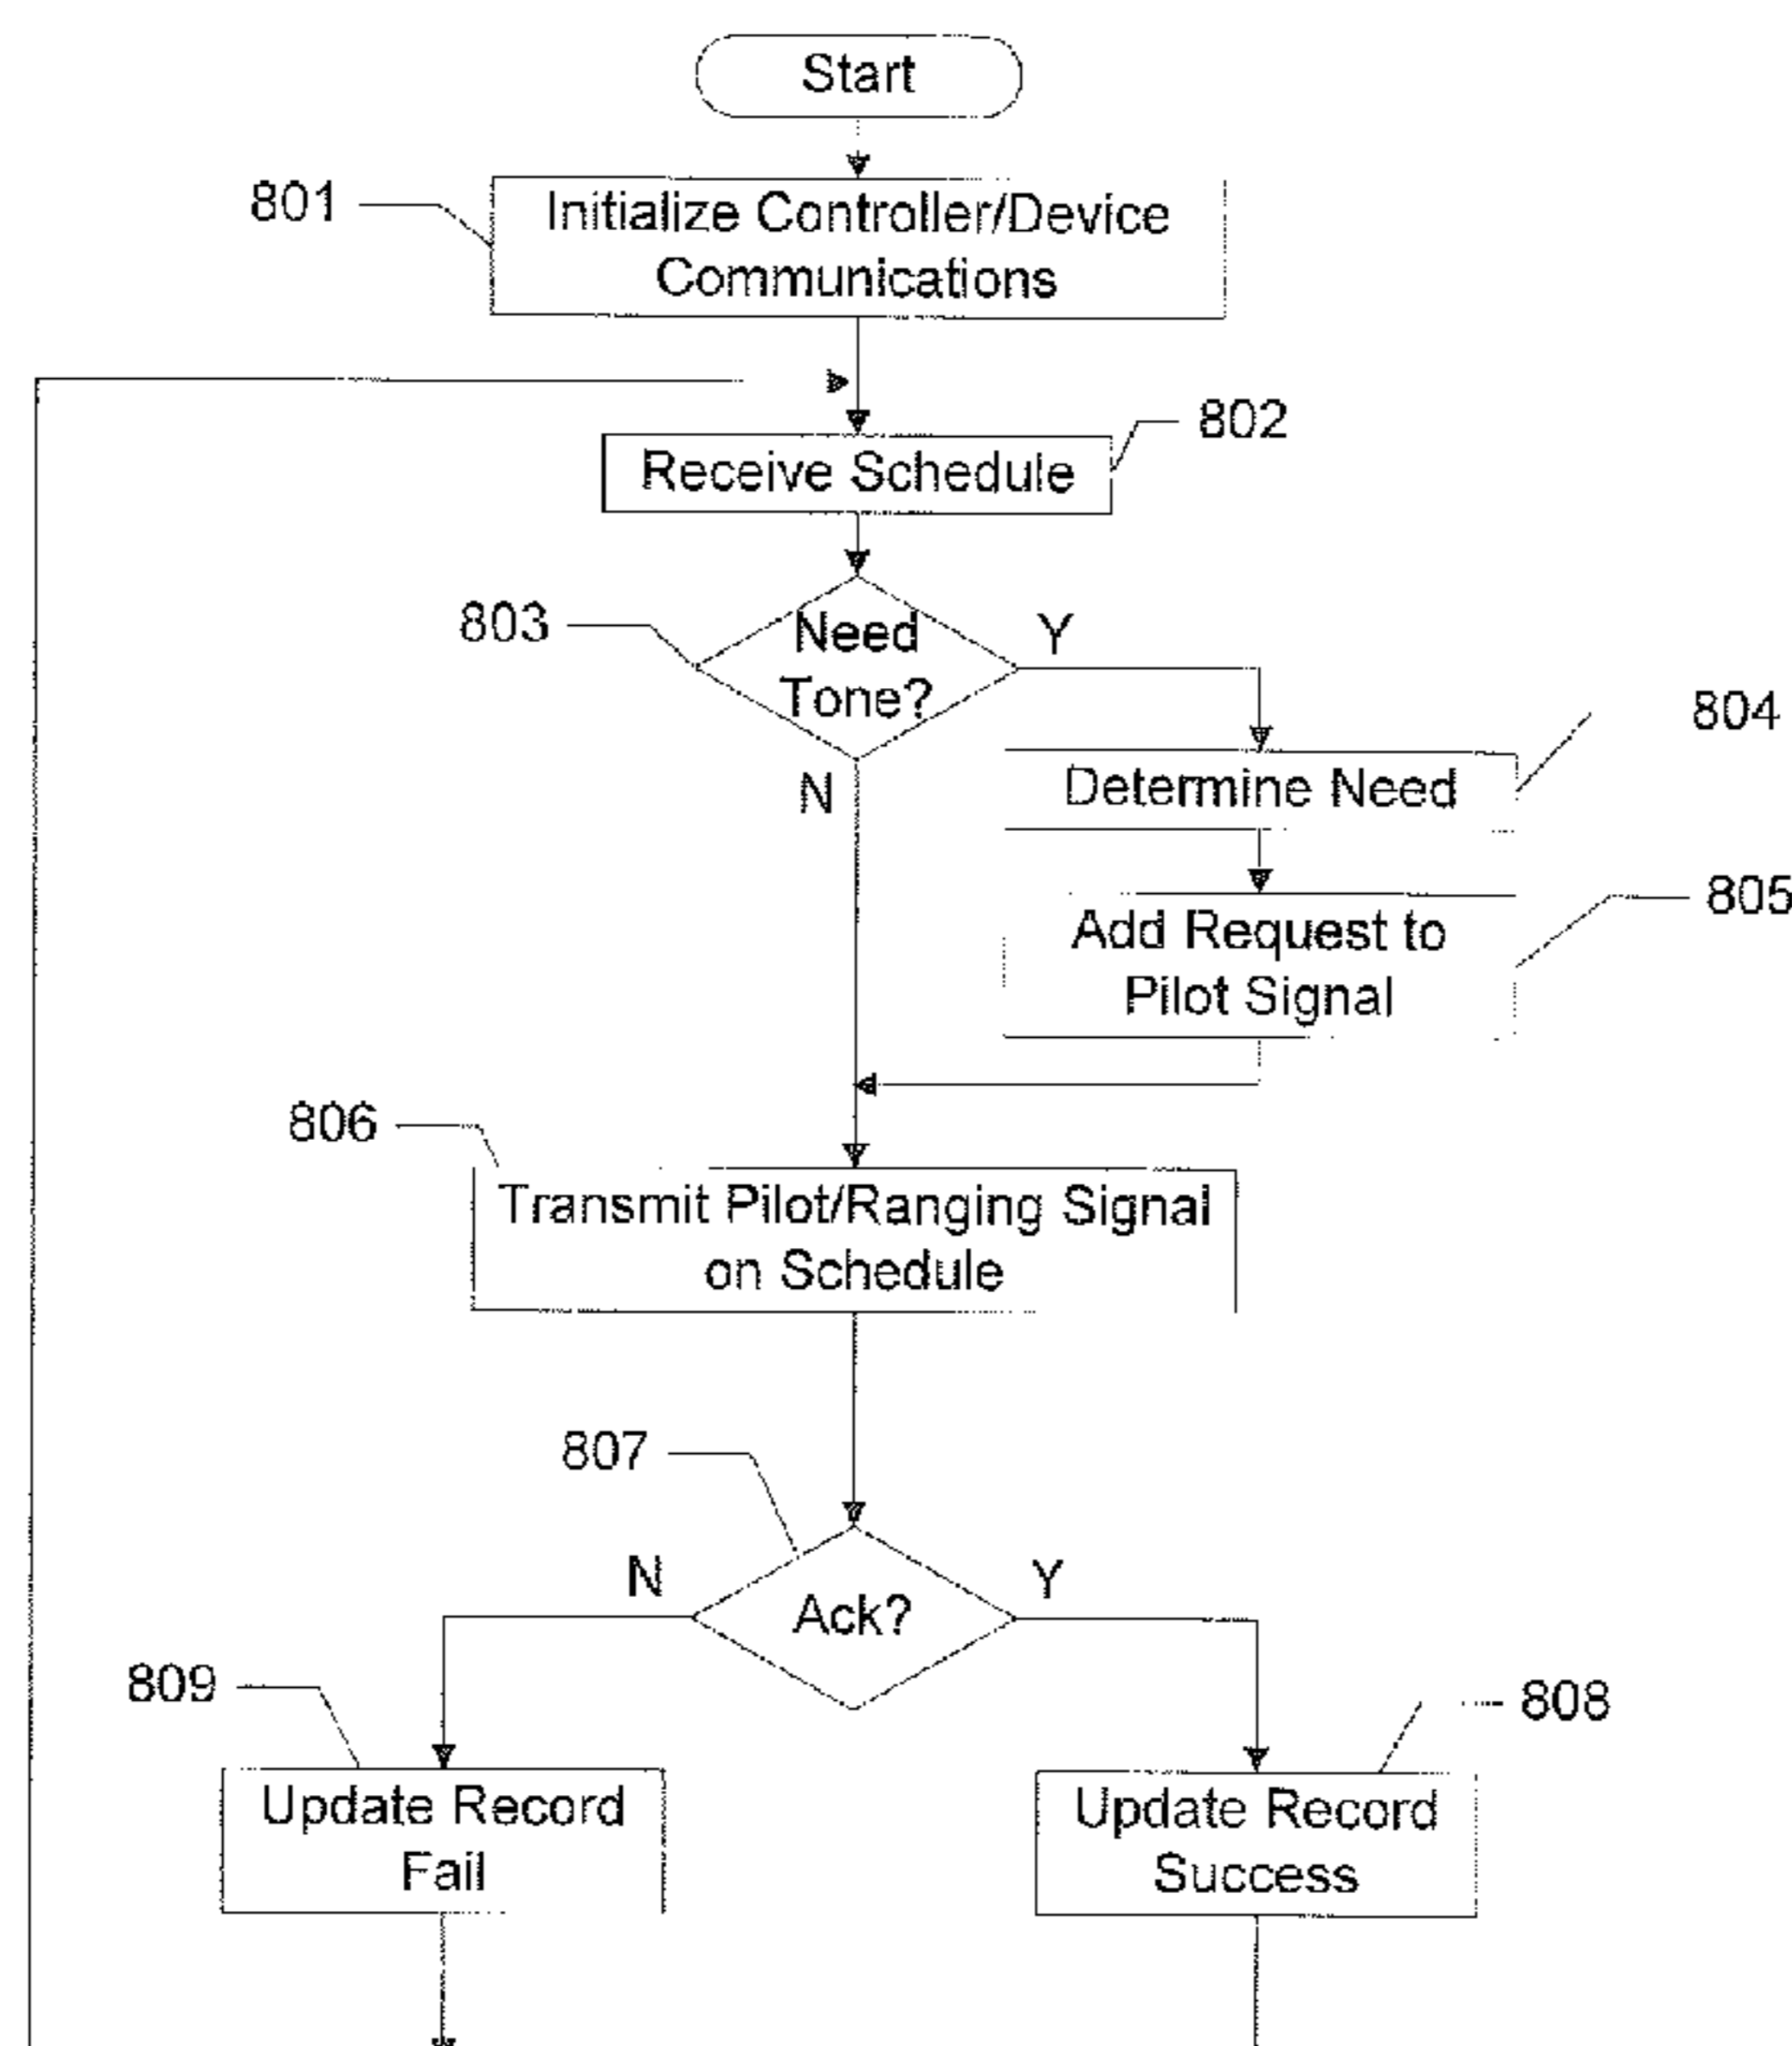 Start
801
Initialize Controller/Device
Communications
802
Receive Schedule
803
Need
Tone?
Y
N
804
Determine Need
805
Add Request to
Pilot Signal
806
Transmit Pilot/Ranging Signal
on Schedule
807
N
Ack?
Y
809
808
Update Record
Fail
Update Record
Success